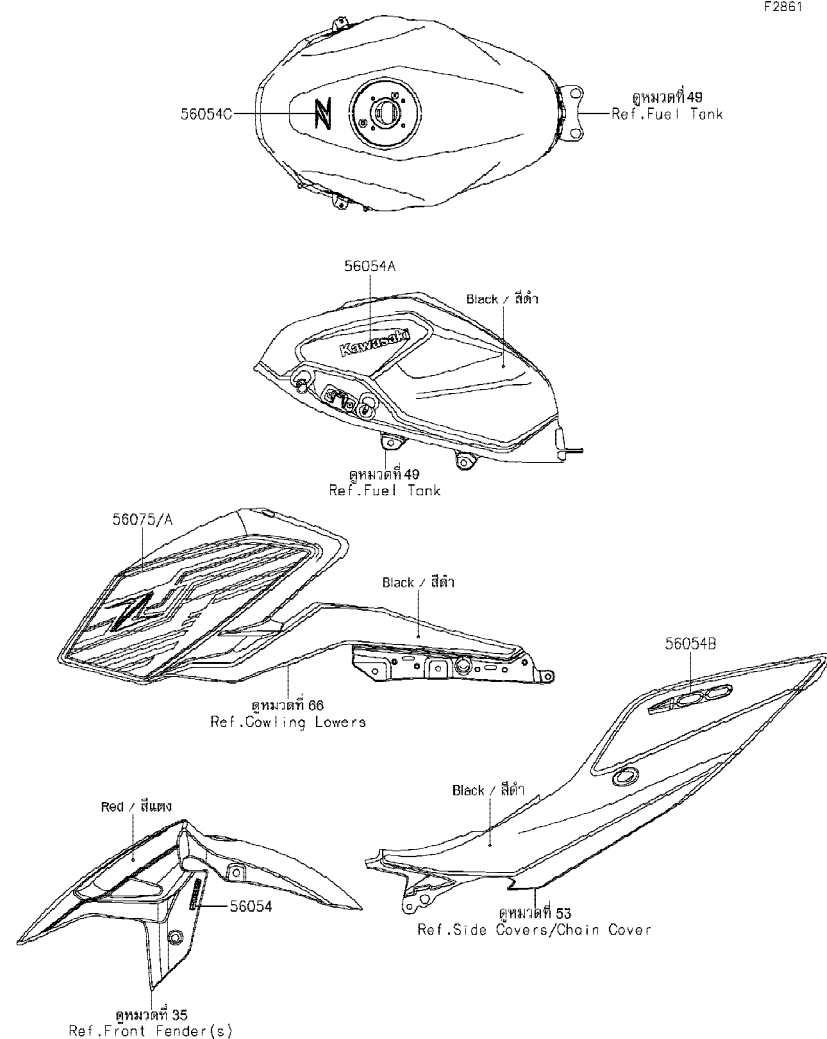 F2861
56054C
ดูหมวดที่ 49
Ref.Fuel Tank
56054A
Black / สีดำ
Kawasaki
ดูหมวดที่ 49
Ref.Fuel Tank
56075/A
Black / สีดำ
56054B
ดูหมวดที่ 66
Ref.Cowling Lowers
Black / สีดำ
Red / สีแดง
56054
ดูหมวดที่ 53
Ref.Side Covers/Chain Cover
ดูหมวดที่ 35
Ref.Front Fender(s)